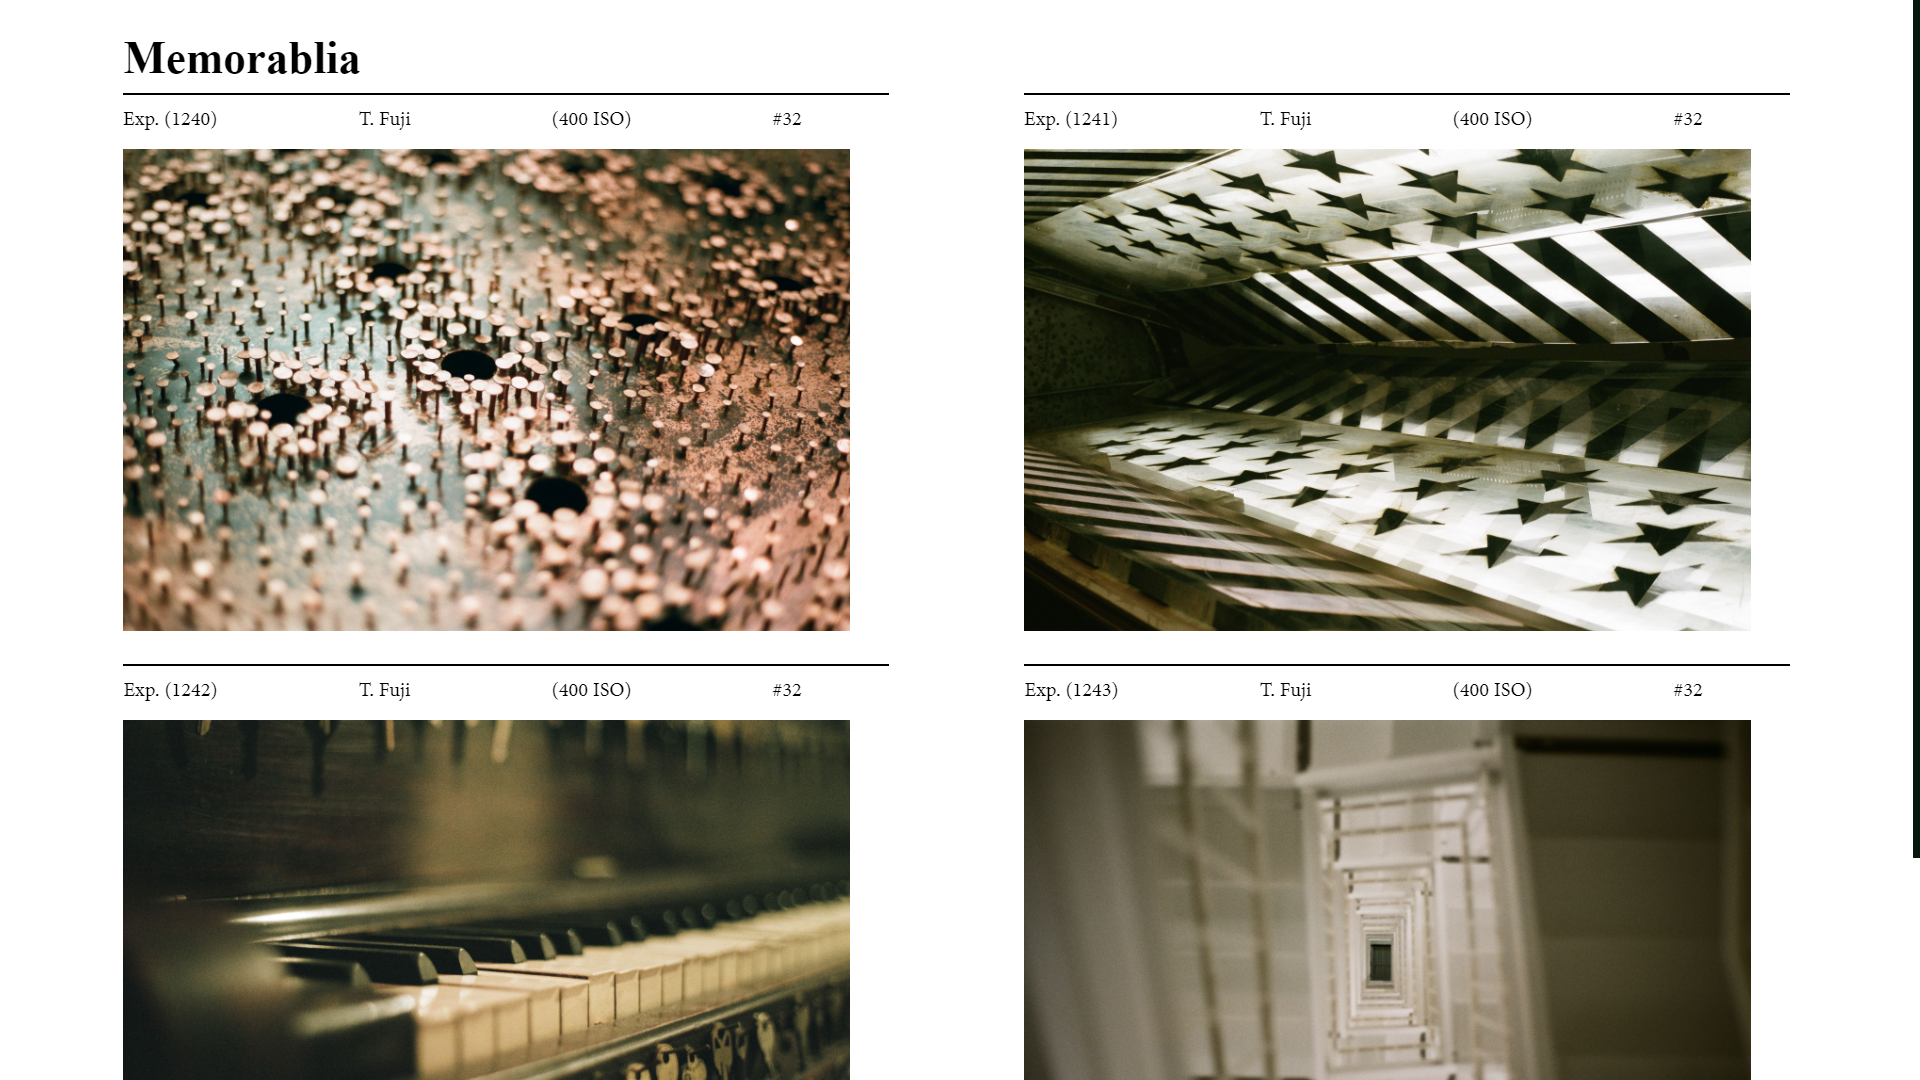 Memorablia
Exp. (1240) T. Fuji (400 ISO) #32
Exp. (1241) T. Fuji (400 ISO) #32
Exp. (1242) T. Fuji (400 ISO) #32
Exp. (1243) T. Fuji (400 ISO) #32